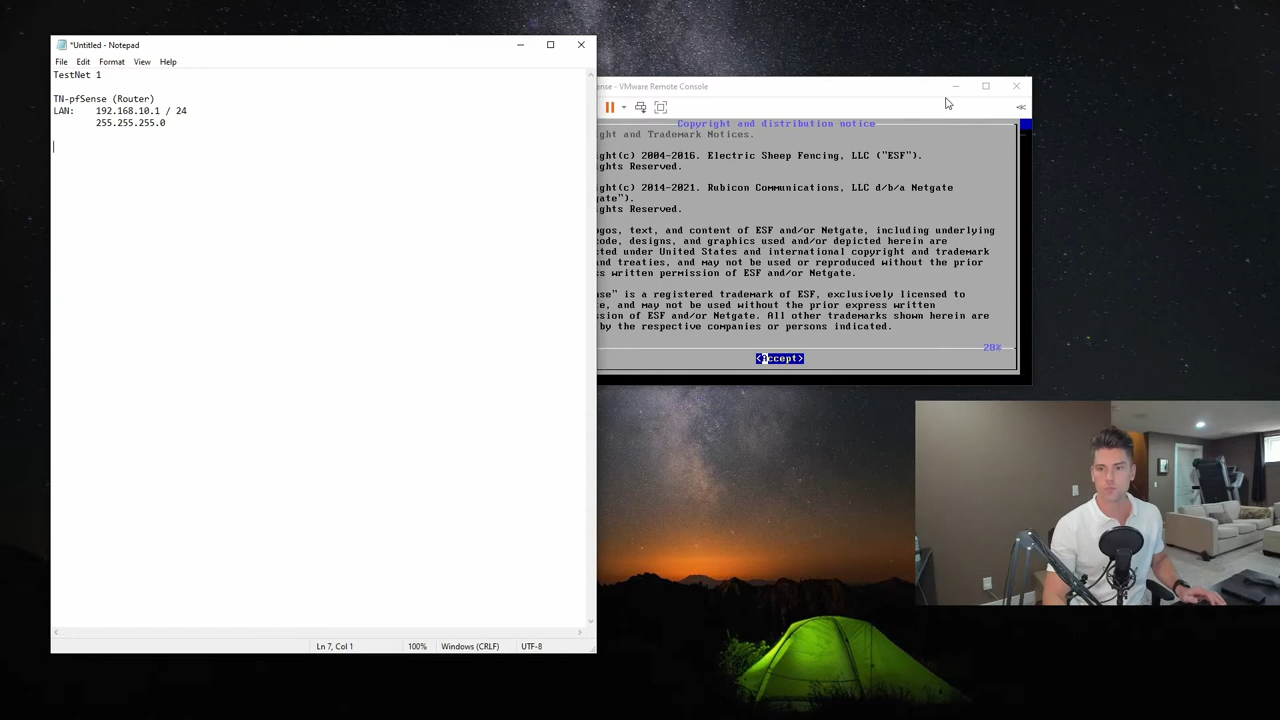 *Untitled - Notepad
File Edit Format View Help
TestNet 1
TN-pfSense (Router)
LAN: 192.168.10.1 / 24
255.255.255.0
Ln 7, Col 1 100% Windows (CRLF) UTF-8
ense - VMware Remote Console
Copyright and distribution notice
ght and Trademark Notices.
ght(c) 2004-2016. Electric Sheep Fencing, LLC ("ESF").
ghts Reserved.
ght(c) 2014-2021. Rubicon Communications, LLC d/b/a Netgate
gate").
ghts Reserved.
ogos, text, and content of ESF and/or Netgate, including underlying
code, designs, and graphics used and/or depicted herein are
cted under United States and international copyright and trademark
and treaties, and may not be used or reproduced without the prior
s written permission of ESF and/or Netgate.
nse" is a registered trademark of ESF, exclusively licensed to
e, and may not be used without the prior express written
ssion of ESF and/or Netgate. All other trademarks shown herein are
by the respective companies or persons indicated.
28%
<Accept>